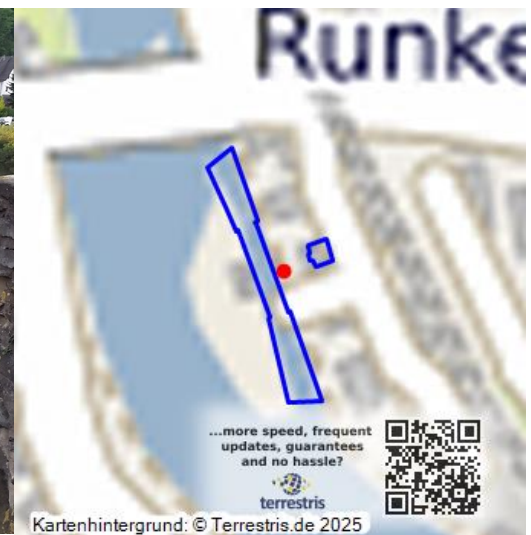 Runke
...more speed, frequent
updates, guarantees
and no hassle?
terrestris
Kartenhintergrund: © Terrestris.de 2025